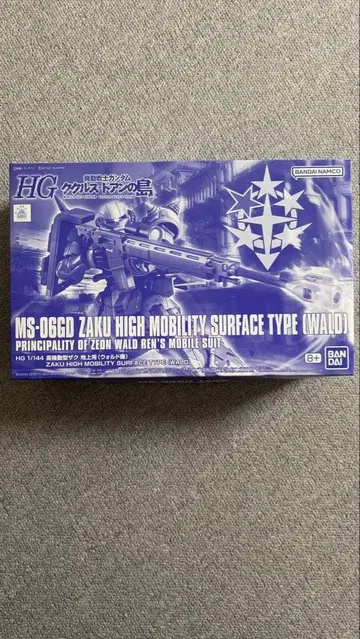 HG
機動戦士ガンダム
ククルス・ドアンの島
BANDAI NAMCO
MS-06GD ZAKU HIGH MOBILITY SURFACE TYPE (WALD)
PRINCIPALITY OF ZEON WALD REN'S MOBILE SUIT
HG 1/144 高機動型ザク 地上用(ウォルド機)
ZAKU HIGH MOBILITY SURFACE TYPE (WALD)
8+
BAN
DAI